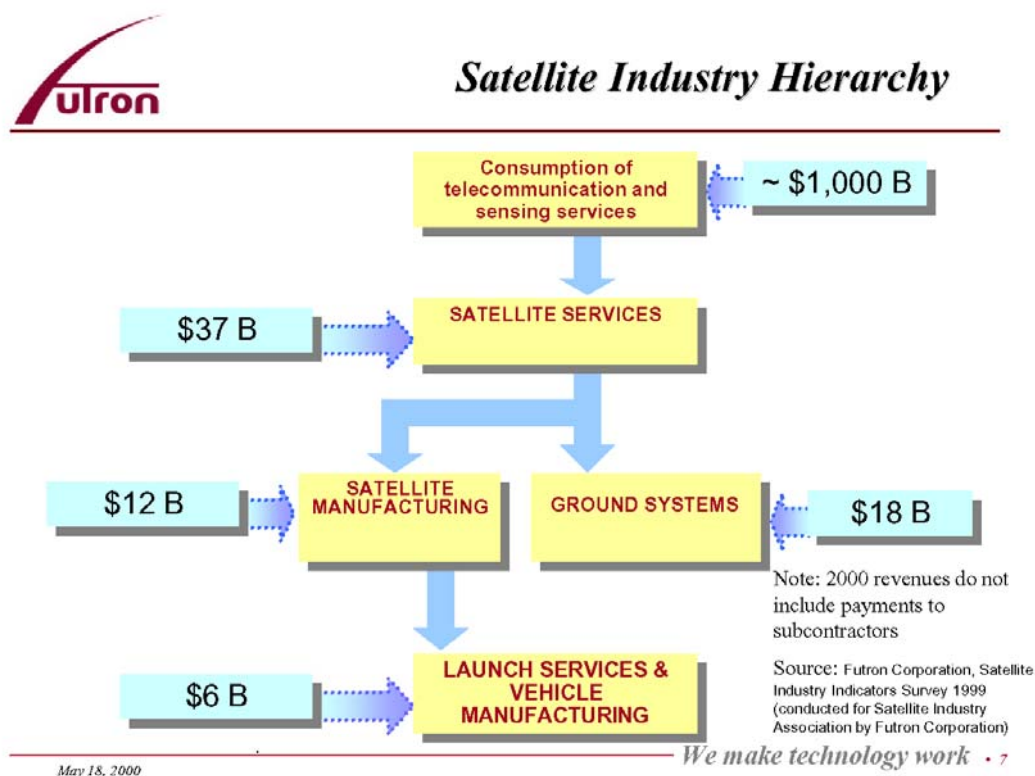 Futron
Satellite Industry Hierarchy
Consumption of
telecommunication and
sensing services
~ $1,000 B
SATELLITE SERVICES
$37 B
SATELLITE
MANUFACTURING
$12 B
GROUND SYSTEMS
$18 B
Note: 2000 revenues do not
include payments to
subcontractors
LAUNCH SERVICES &
VEHICLE
MANUFACTURING
$6 B
Source: Futron Corporation, Satellite
Industry Indicators Survey 1999
(conducted for Satellite Industry
Association by Futron Corporation)
We make technology work • 7
May 18, 2000